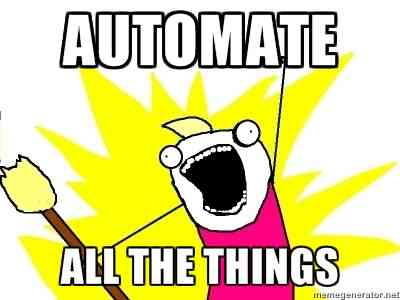 AUTOMATE
ALL THE THINGS
memegenerator.net